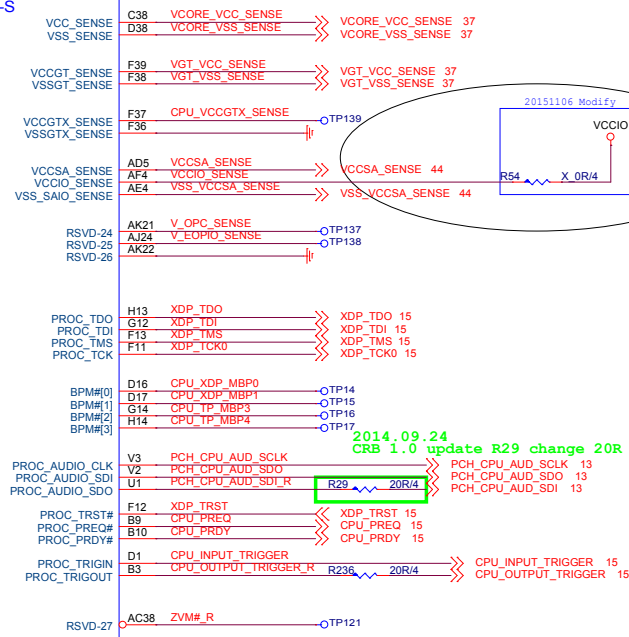 -S
VCC_SENSE C38 VCORE_VCC_SENSE VCORE_VCC_SENSE 37
VSS_SENSE D38 VCORE_VSS_SENSE VCORE_VSS_SENSE 37
VCCGT_SENSE F39 VGT_VCC_SENSE VGT_VCC_SENSE 37
VSSGT_SENSE F38 VGT_VSS_SENSE VGT_VSS_SENSE 37
20151106 Modify
VCCGTX_SENSE F37 CPU_VCCGTX_SENSE TP139
VSSGTX_SENSE F36
VCCIO
VCCSA_SENSE AD5 VCCSA_SENSE VCCSA_SENSE 44
VCCIO_SENSE AF4 VCCIO_SENSE R54 X_0R/4
VSS_SAIO_SENSE AE4 VSS_VCCSA_SENSE VSS_VCCSA_SENSE 44
RSVD-24 AK21 V_OPC_SENSE TP137
RSVD-25 AJ24 V_EOPIO_SENSE TP138
RSVD-26 AK22
PROC_TDO H13 XDP_TDO XDP_TDO 15
PROC_TDI G12 XDP_TDI XDP_TDI 15
PROC_TMS F13 XDP_TMS XDP_TMS 15
PROC_TCK F11 XDP_TCK0 XDP_TCK0 15
BPM#[0] D16 CPU_XDP_MBP0 TP14
BPM#[1] D17 CPU_XDP_MBP1 TP15
BPM#[2] G14 CPU_TP_MBP3 TP16
BPM#[3] H14 CPU_TP_MBP4 TP17
2014.09.24
CRB 1.0 update R29 change 20R
PROC_AUDIO_CLK V3 PCH_CPU_AUD_SCLK PCH_CPU_AUD_SCLK 13
PROC_AUDIO_SDI V2 PCH_CPU_AUD_SDO PCH_CPU_AUD_SDO 13
PROC_AUDIO_SDO U1 PCH_CPU_AUD_SDI_R R29 20R/4 PCH_CPU_AUD_SDI 13
PROC_TRST# F12 XDP_TRST XDP_TRST 15
PROC_PREQ# B9 CPU_PREQ CPU_PREQ 15
PROC_PRDY# B10 CPU_PRDY CPU_PRDY 15
PROC_TRIGIN D1 CPU_INPUT_TRIGGER CPU_INPUT_TRIGGER 15
PROC_TRIGOUT B3 CPU_OUTPUT_TRIGGER_R R236 20R/4 CPU_OUTPUT_TRIGGER 15
RSVD-27 AC38 ZVM#_R TP121